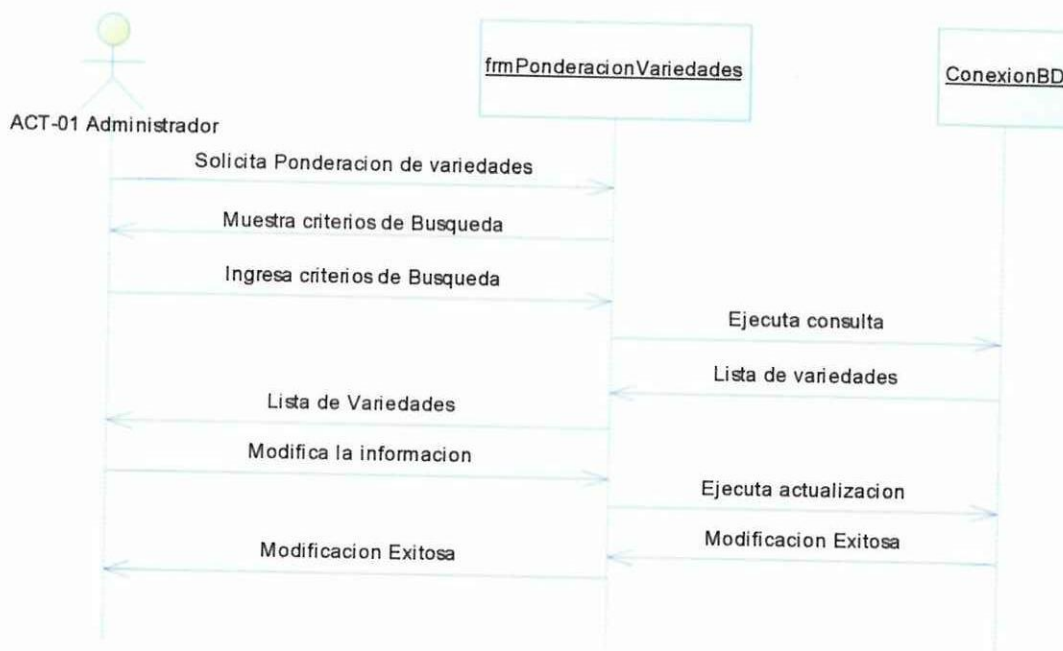 frmPonderacionVariedades
ConexionBD
ACT-01 Administrador
Solicita Ponderacion de variedades
Muestra criterios de Busqueda
Ingresa criterios de Busqueda
Ejecuta consulta
Lista de variedades
Lista de Variedades
Modifica la informacion
Ejecuta actualizacion
Modificacion Exitosa
Modificacion Exitosa